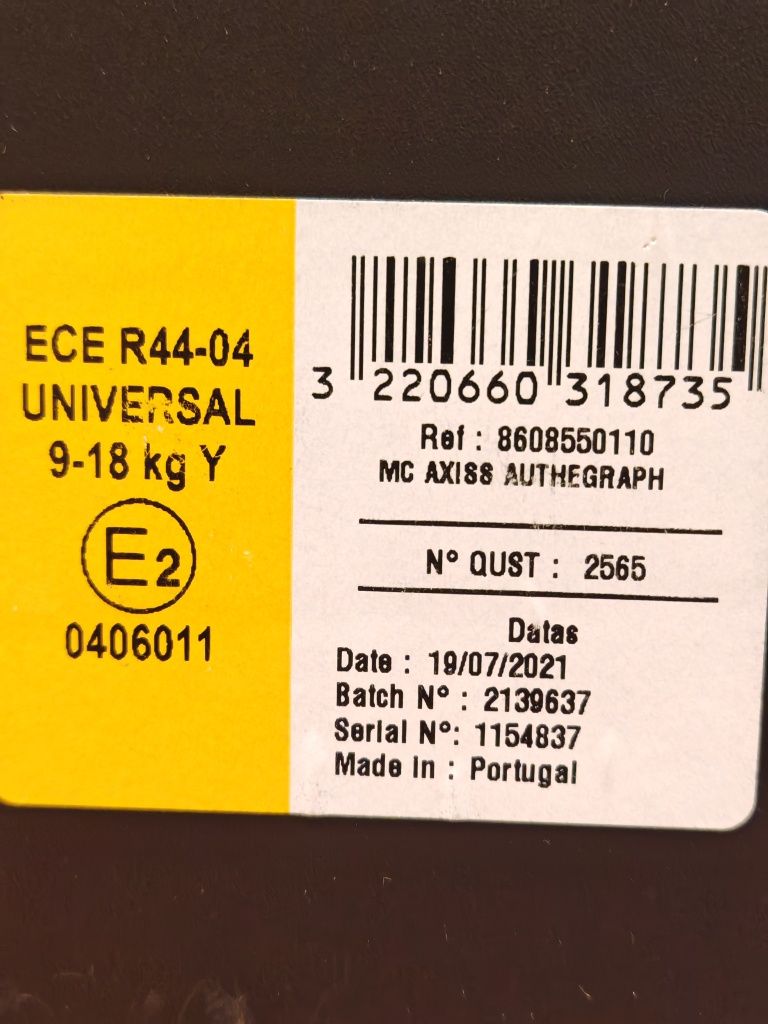 ECE R44-04
UNIVERSAL
9-18 kg Y
E2
0406011
3 220660 318735
Ref : 8608550110
MC AXISS AUTHEGRAPH
N° QUST : 2565
Datas
Date : 19/07/2021
Batch N° : 2139637
Serial N°: 1154837
Made In : Portugal